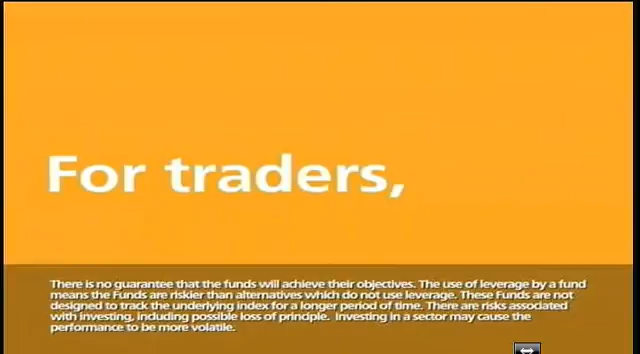 For traders,
There is no guarantee that the funds will achieve their objectives. The use of leverage by a fund
means the Funds are riskier than alternatives which do not use leverage. These Funds are not
designed to track the underlying index for a longer period of time. There are risks associated
with investing, including possible loss of principle. Investing in a sector may cause the
performance to be more volatile.